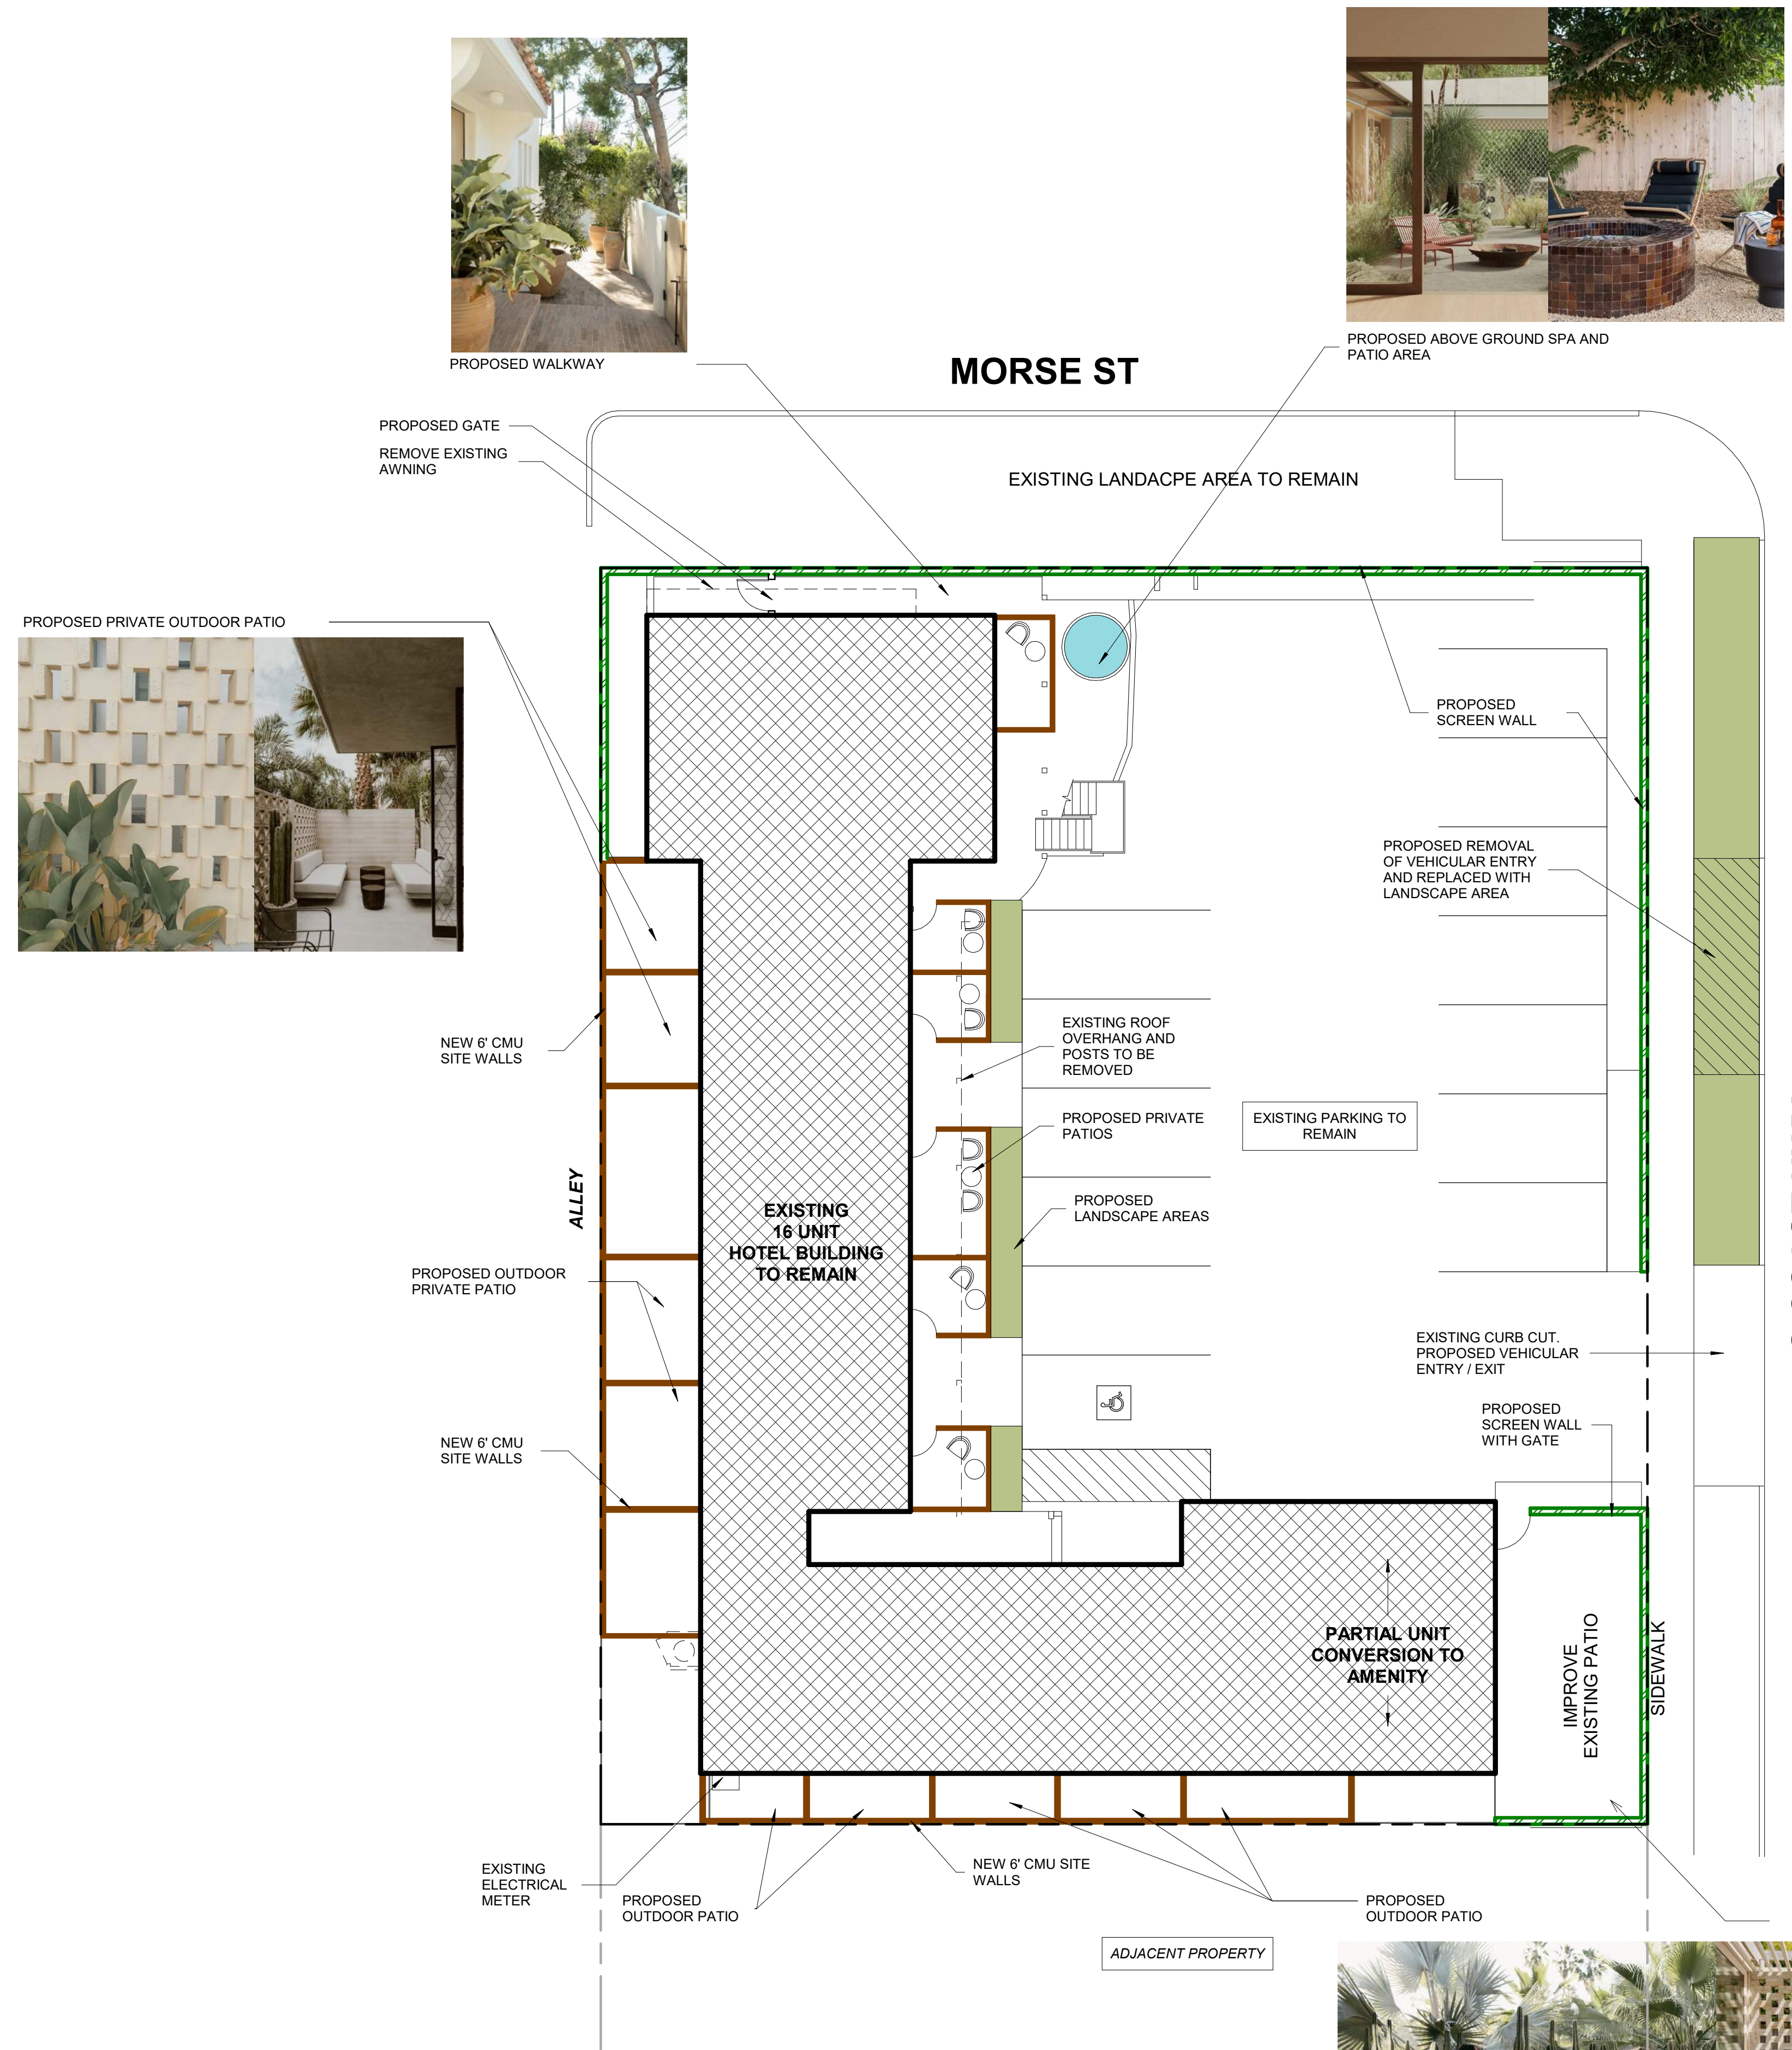 PROPOSED WALKWAY
PROPOSED ABOVE GROUND SPA AND
PATIO AREA
MORSE ST
PROPOSED GATE
REMOVE EXISTING
AWNING
EXISTING LANDACPE AREA TO REMAIN
PROPOSED PRIVATE OUTDOOR PATIO
PROPOSED
SCREEN WALL
PROPOSED REMOVAL
OF VEHICULAR ENTRY
AND REPLACED WITH
LANDSCAPE AREA
NEW 6' CMU
SITE WALLS
EXISTING ROOF
OVERHANG AND
POSTS TO BE
REMOVED
PROPOSED PRIVATE
PATIOS
EXISTING PARKING TO
REMAIN
ALLEY
PROPOSED
LANDSCAPE AREAS
EXISTING
16 UNIT
HOTEL BUILDING
TO REMAIN
PROPOSED OUTDOOR
PRIVATE PATIO
EXISTING CURB CUT.
PROPOSED VEHICULAR
ENTRY / EXIT
PROPOSED
SCREEN WALL
WITH GATE
NEW 6' CMU
SITE WALLS
PARTIAL UNIT
CONVERSION TO
AMENITY
IMPROVE
EXISTING PATIO
SIDEWALK
EXISTING
ELECTRICAL
METER
PROPOSED
OUTDOOR PATIO
NEW 6' CMU SITE
WALLS
PROPOSED
OUTDOOR PATIO
ADJACENT PROPERTY